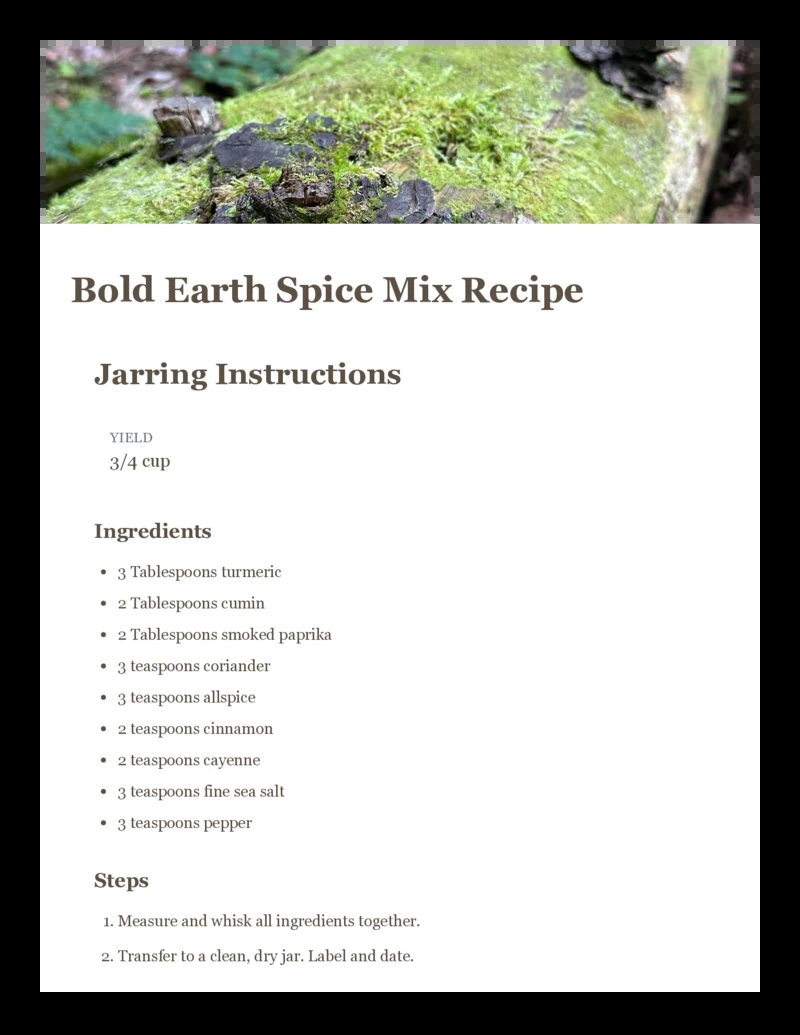 Bold Earth Spice Mix Recipe
Jarring Instructions
YIELD
3/4 cup
Ingredients
• 3 Tablespoons turmeric
• 2 Tablespoons cumin
• 2 Tablespoons smoked paprika
• 3 teaspoons coriander
• 3 teaspoons allspice
• 2 teaspoons cinnamon
• 2 teaspoons cayenne
• 3 teaspoons fine sea salt
• 3 teaspoons pepper
Steps
1. Measure and whisk all ingredients together.
2. Transfer to a clean, dry jar. Label and date.